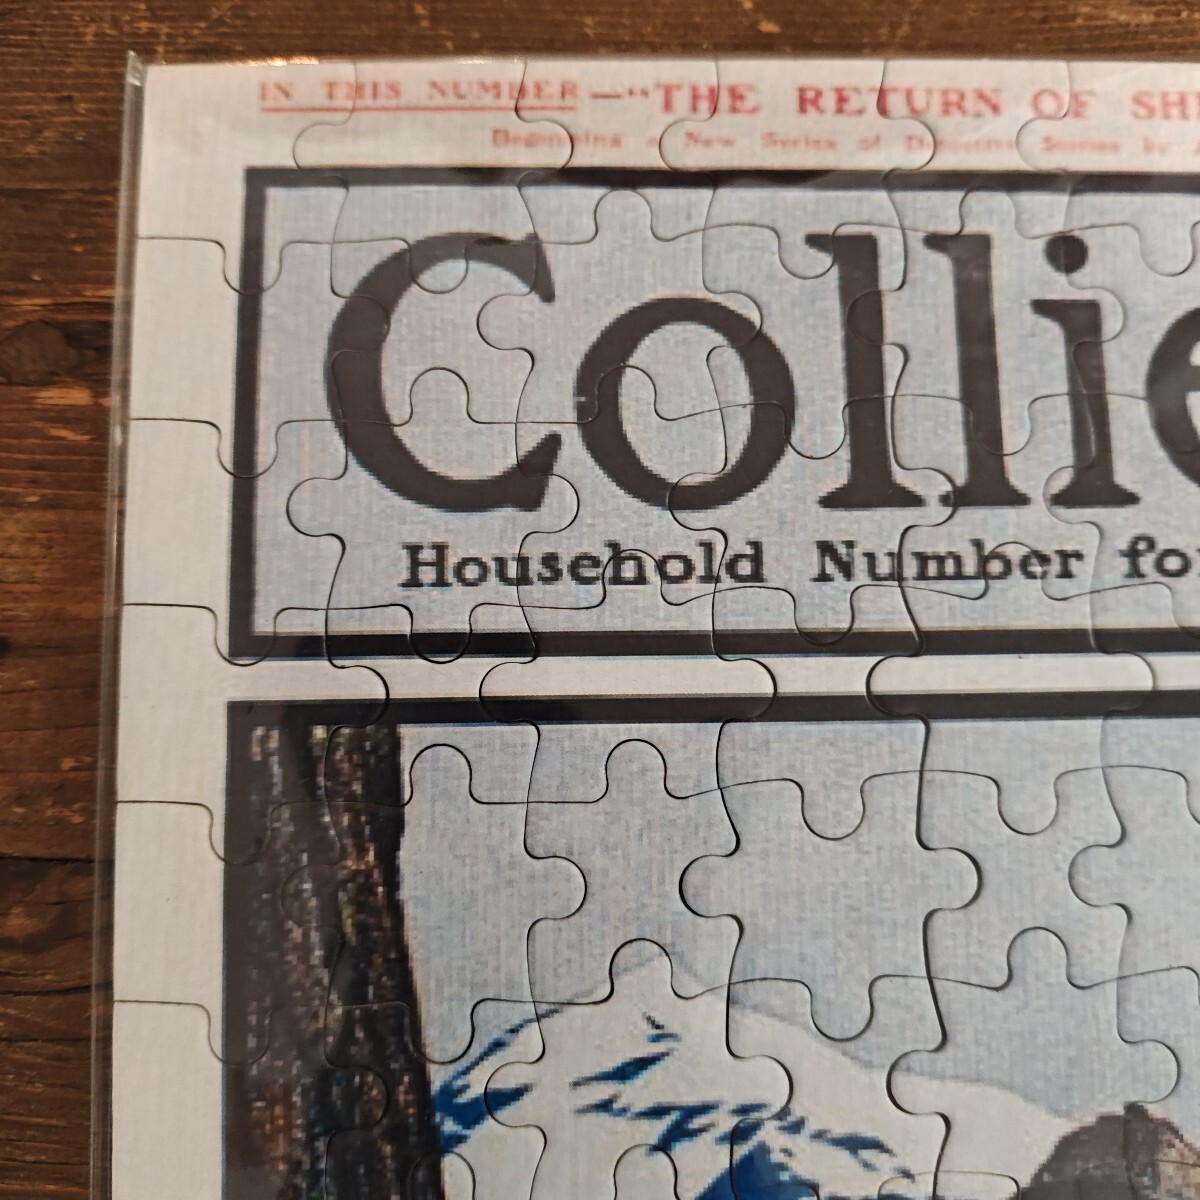 IN THIS NUMBER—"THE RETURN OF SH
Beginning a New Series of Detective Stories by A
Collie
Household Number fo